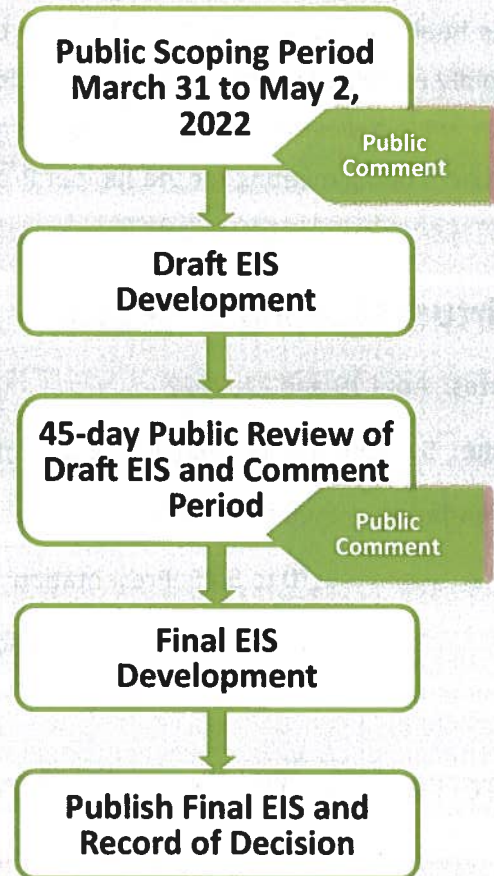 Public Scoping Period
March 31 to May 2,
2022
Public
Comment
Draft EIS
Development
45-day Public Review of
Draft EIS and Comment
Period
Public
Comment
Final EIS
Development
Publish Final EIS and
Record of Decision